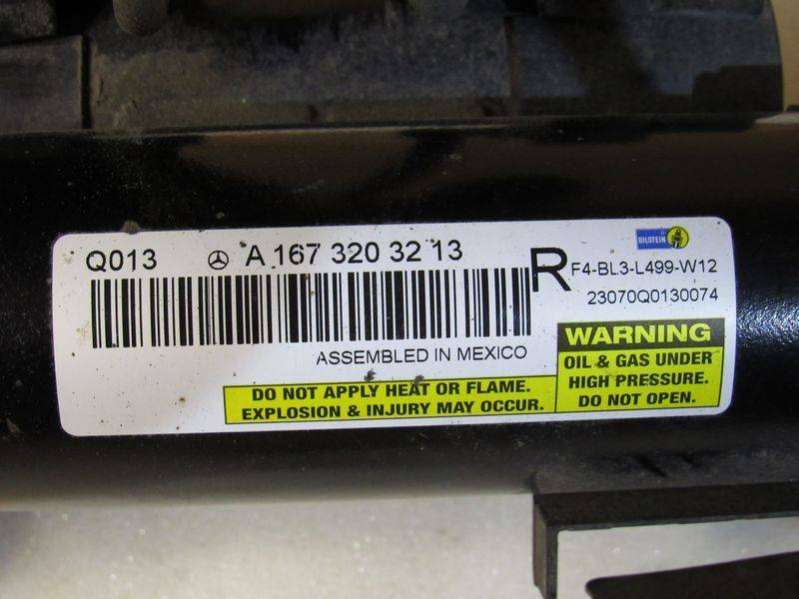 Q013 A 167 320 32 13
BILSTEIN
R F4-BL3-L499-W12
23070Q0130074
ASSEMBLED IN MEXICO
DO NOT APPLY HEAT OR FLAME.
EXPLOSION & INJURY MAY OCCUR.
WARNING
OIL & GAS UNDER
HIGH PRESSURE.
DO NOT OPEN.